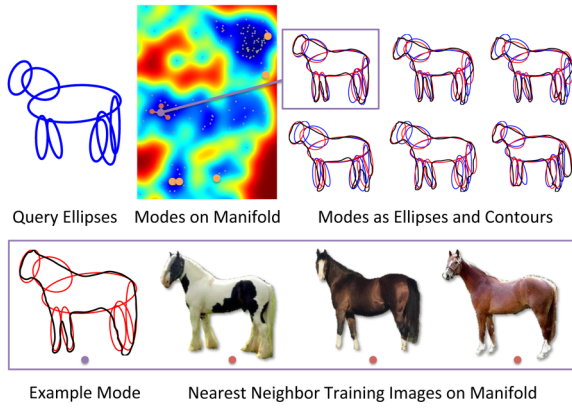 Query Ellipses
Modes on Manifold
Modes as Ellipses and Contours
Example Mode
Nearest Neighbor Training Images on Manifold